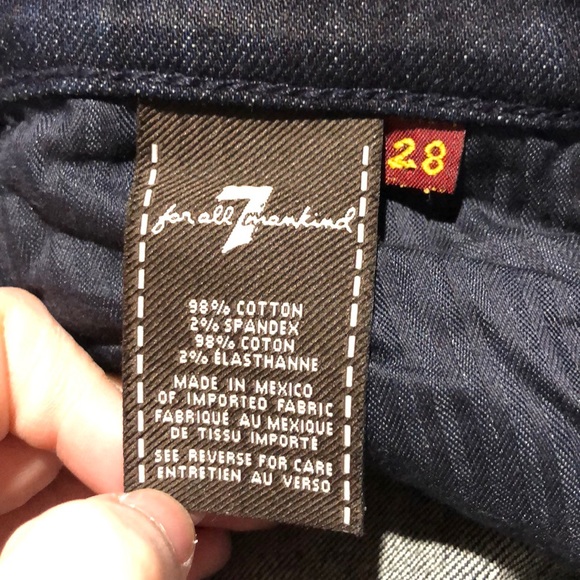 28
7
for all mankind
98% COTTON
2% SPANDEX
98% COTON
2% ÉLASTHANNE
MADE IN MEXICO
OF IMPORTED FABRIC
FABRIQUÉ AU MEXIQUE
DE TISSU IMPORTÉ
SEE REVERSE FOR CARE
ENTRETIEN AU VERSO